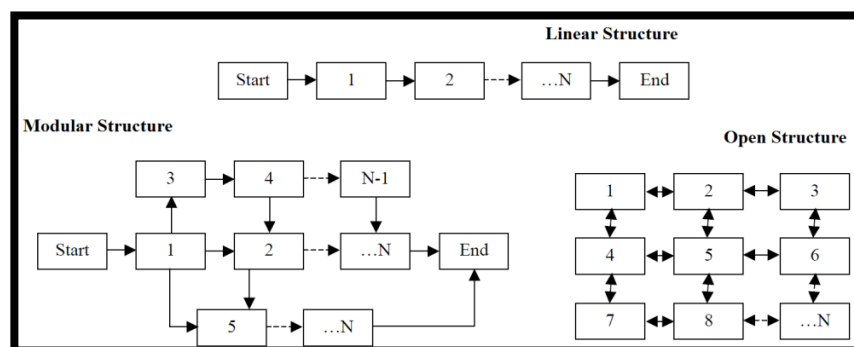 Linear Structure
Start 1 2 …N End
Modular Structure
3 4 N-1
Start 1 2 …N End
5 …N
Open Structure
1 2 3
4 5 6
7 8 …N